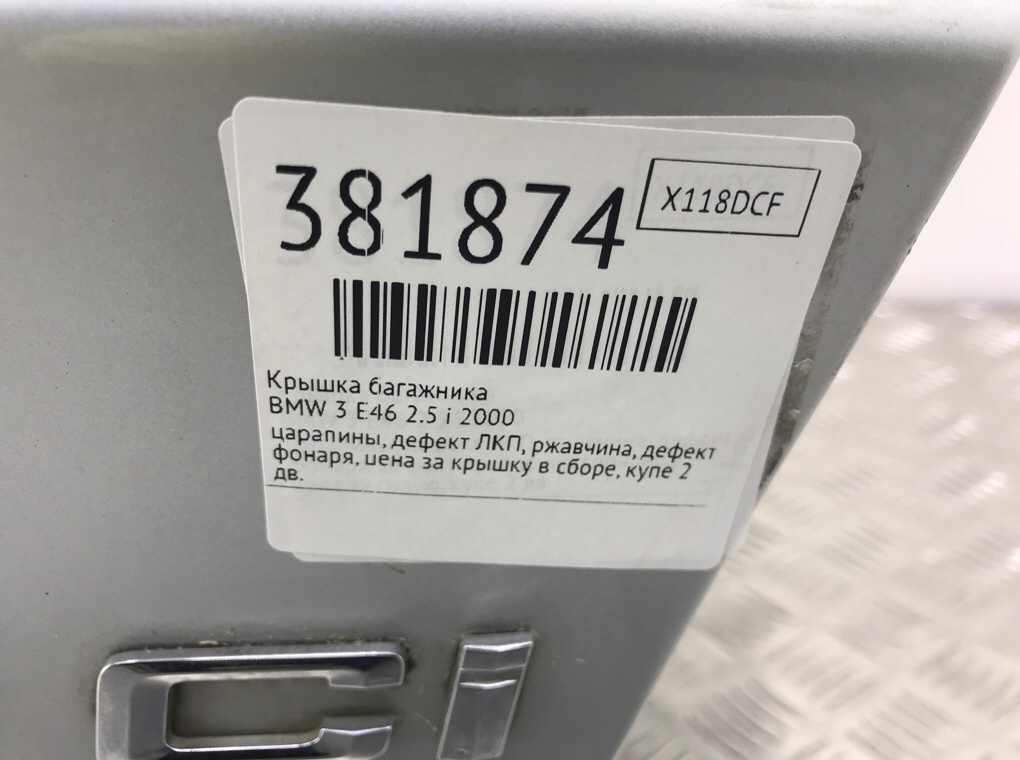 381874
X118DCF
Крышка багажника
BMW 3 E46 2.5 i 2000
царапины, дефект ЛКП, ржавчина, дефект
фонаря, цена за крышку в сборе, купе 2
дв.
CI